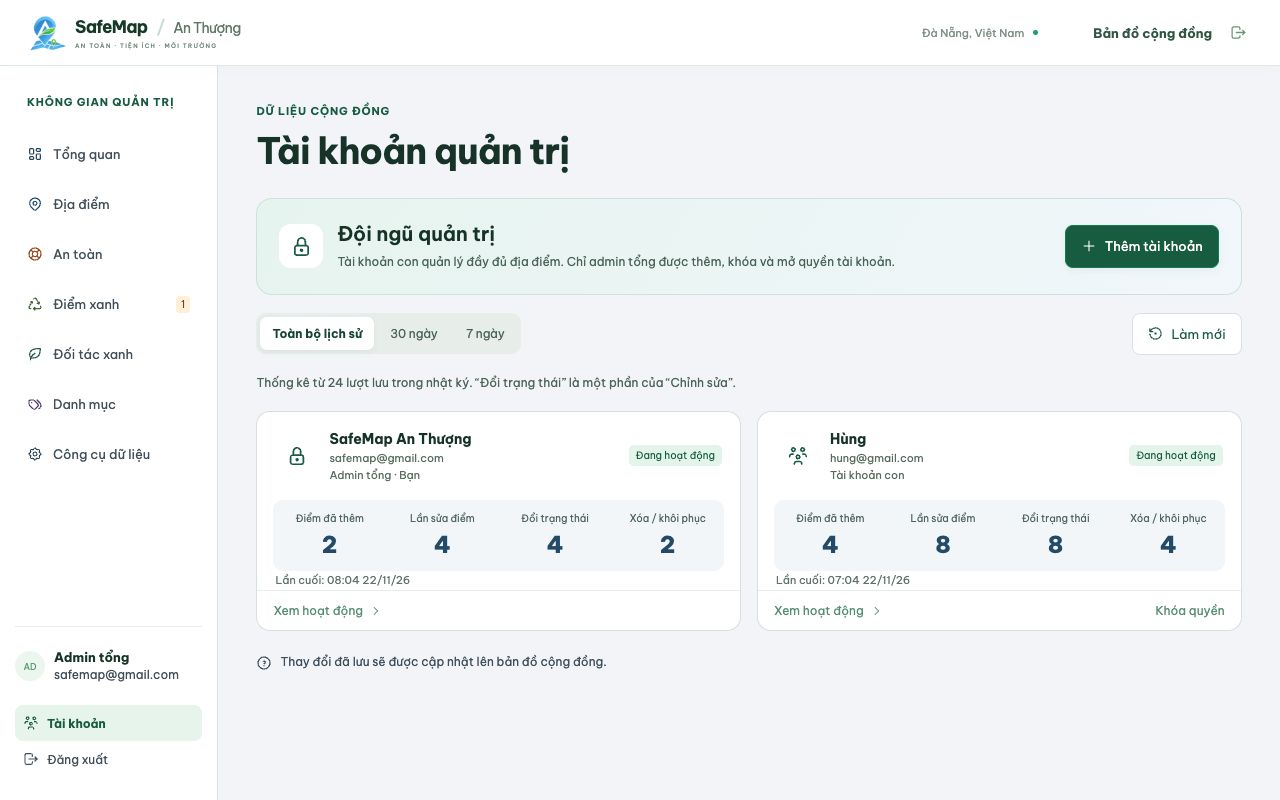 SafeMap / An Thượng
AN TOÀN · TIỆN ÍCH · MÔI TRƯỜNG
Đà Nẵng, Việt Nam
Bản đồ cộng đồng
KHÔNG GIAN QUẢN TRỊ
Tổng quan
Địa điểm
An toàn
Điểm xanh 1
Đối tác xanh
Danh mục
Công cụ dữ liệu
AD
Admin tổng
safemap@gmail.com
Tài khoản
Đăng xuất
DỮ LIỆU CỘNG ĐỒNG
Tài khoản quản trị
Đội ngũ quản trị
Tài khoản con quản lý đầy đủ địa điểm. Chỉ admin tổng được thêm, khóa và mở quyền tài khoản.
+ Thêm tài khoản
Toàn bộ lịch sử 30 ngày 7 ngày
Làm mới
Thống kê từ 24 lượt lưu trong nhật ký. “Đổi trạng thái” là một phần của “Chỉnh sửa”.
SafeMap An Thượng
safemap@gmail.com
Admin tổng · Bạn
Đang hoạt động
Điểm đã thêm Lần sửa điểm Đổi trạng thái Xóa / khôi phục
2 4 4 2
Lần cuối: 08:04 22/11/26
Xem hoạt động
Hùng
hung@gmail.com
Tài khoản con
Đang hoạt động
Điểm đã thêm Lần sửa điểm Đổi trạng thái Xóa / khôi phục
4 8 8 4
Lần cuối: 07:04 22/11/26
Xem hoạt động Khóa quyền
Thay đổi đã lưu sẽ được cập nhật lên bản đồ cộng đồng.